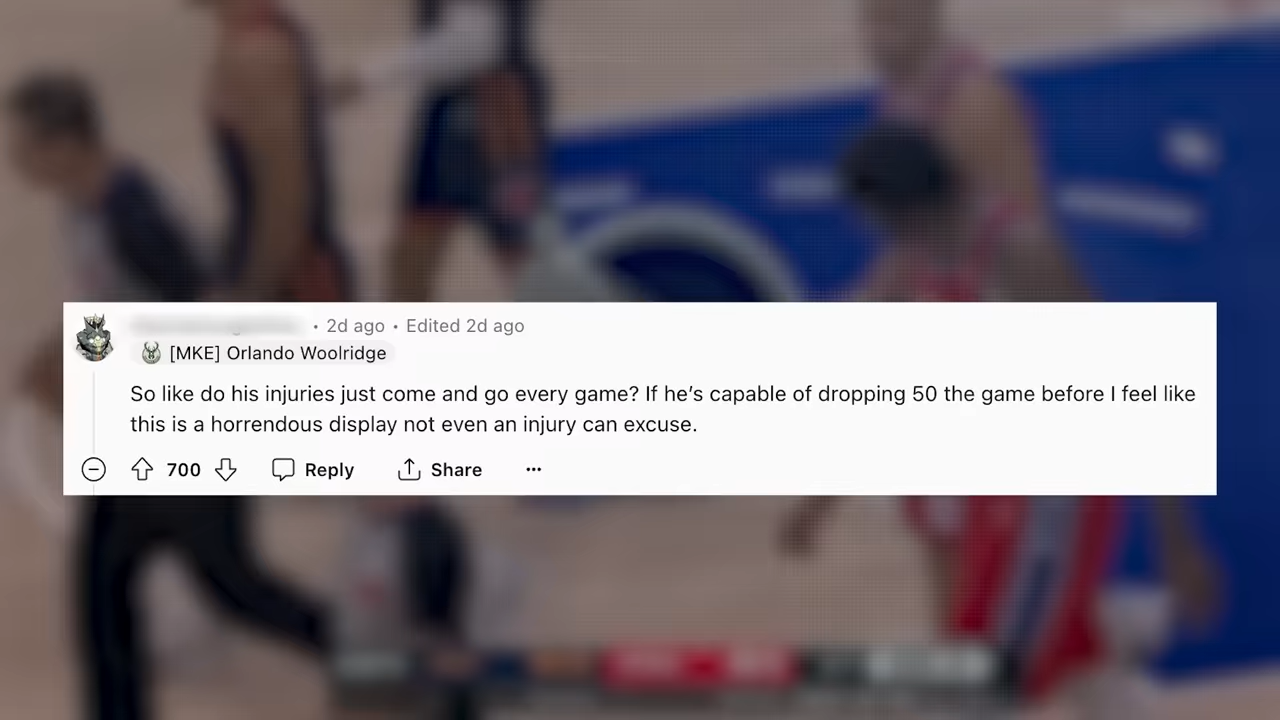 • 2d ago • Edited 2d ago
[MKE] Orlando Woolridge
So like do his injuries just come and go every game? If he’s capable of dropping 50 the game before I feel like
this is a horrendous display not even an injury can excuse.
700 Reply Share ···